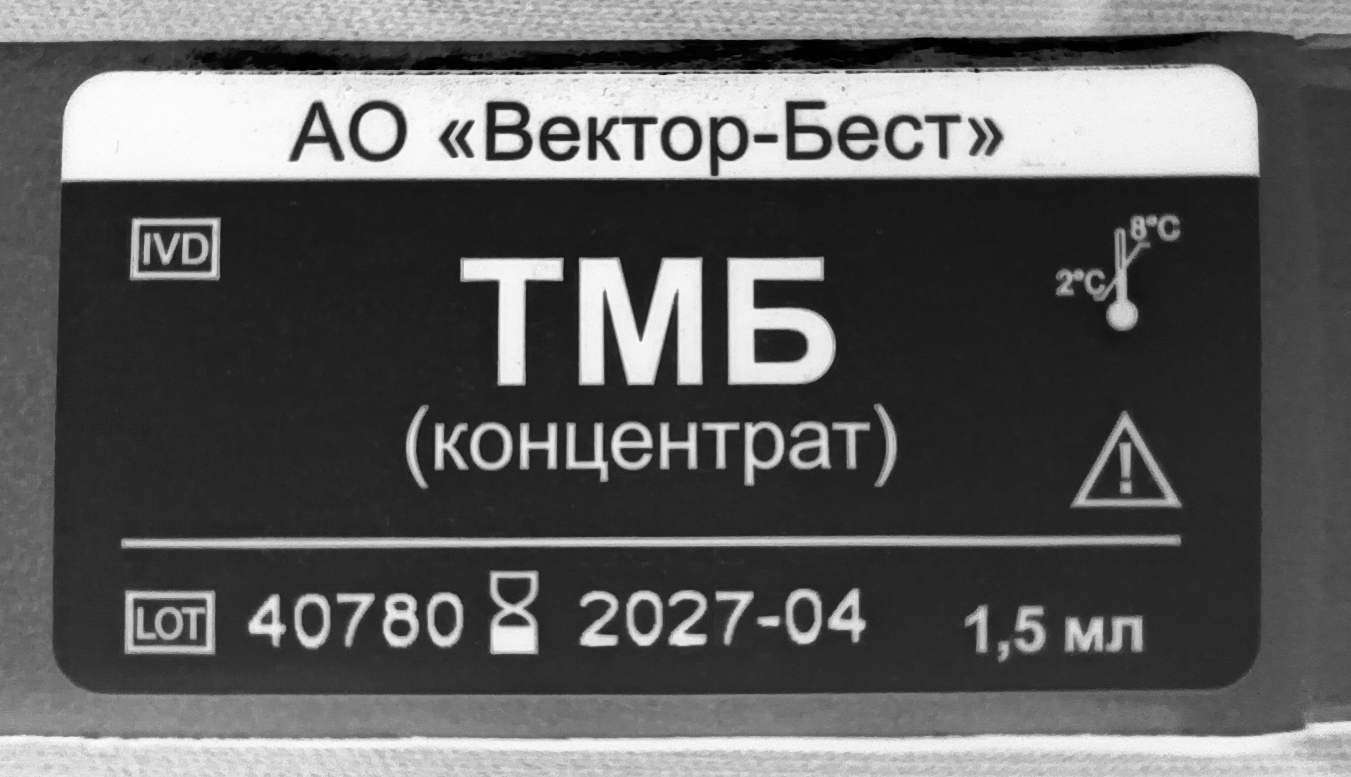 АО «Вектор-Бест»
IVD
8°C
2°C
ТМБ
(концентрат)
LOT 40780 2027-04 1,5 мл